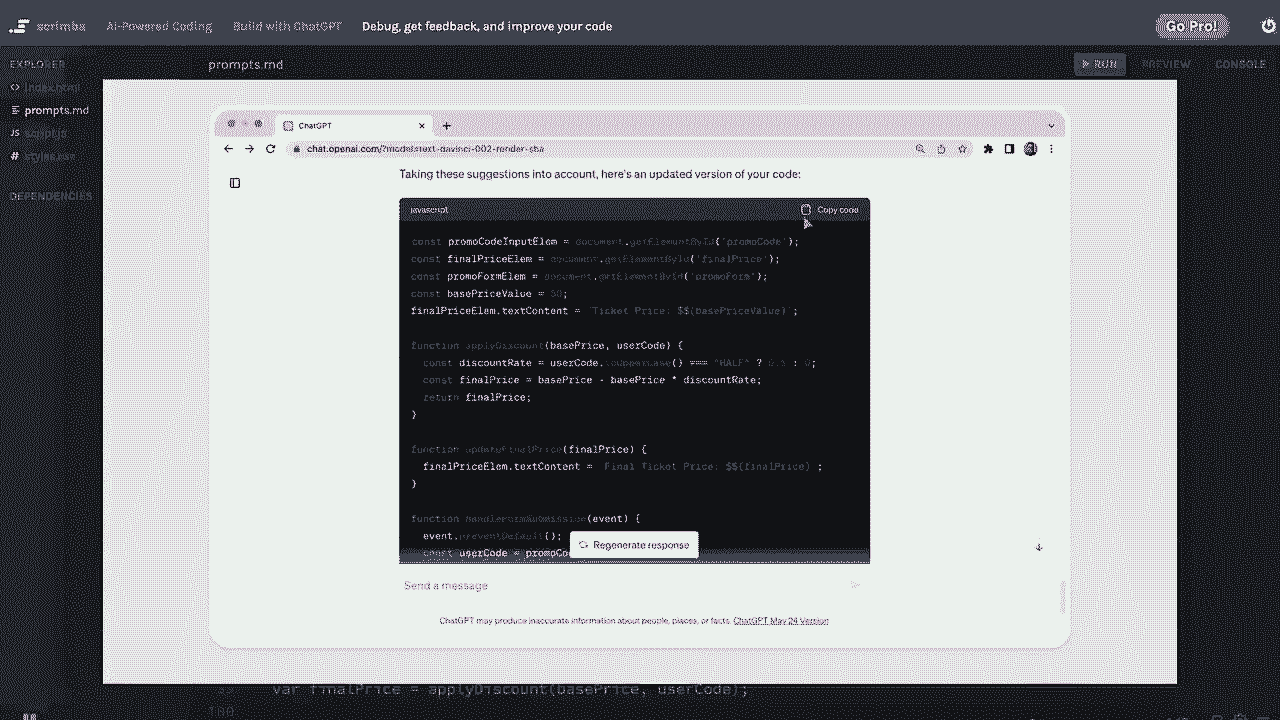 scrimba AI-Powered Coding Build with ChatGPT Debug, get feedback, and improve your code Go Pro!
EXPLORER prompts.md RUN PREVIEW CONSOLE
index.html
prompts.md
script.js
styles.css
DEPENDENCIES
ChatGPT
chat.openai.com/?model=text-davinci-002-render-sha
Taking these suggestions into account, here's an updated version of your code:
javascript Copy code
const promoCodeInputElem = document.getElementById('promoCode');
const finalPriceElem = document.getElementById('finalPrice');
const promoFormElem = document.getElementById('promoForm');
const basePriceValue = 50;
finalPriceElem.textContent = `Ticket Price: $${basePriceValue}`;
function applyDiscount(basePrice, userCode) {
const discountRate = userCode.toUpperCase() === "HALF" ? 0.5 : 0;
const finalPrice = basePrice - basePrice * discountRate;
return finalPrice;
}
function updateFinalPrice(finalPrice) {
finalPriceElem.textContent = `Final Ticket Price: $${finalPrice}`;
}
function handleFormSubmission(event) {
event.preventDefault();
const userCode = promoCo
Regenerate response
Send a message
ChatGPT may produce inaccurate information about people, places, or facts. ChatGPT May 24 Version
var finalPrice = applyDiscount(basePrice, userCode);
100